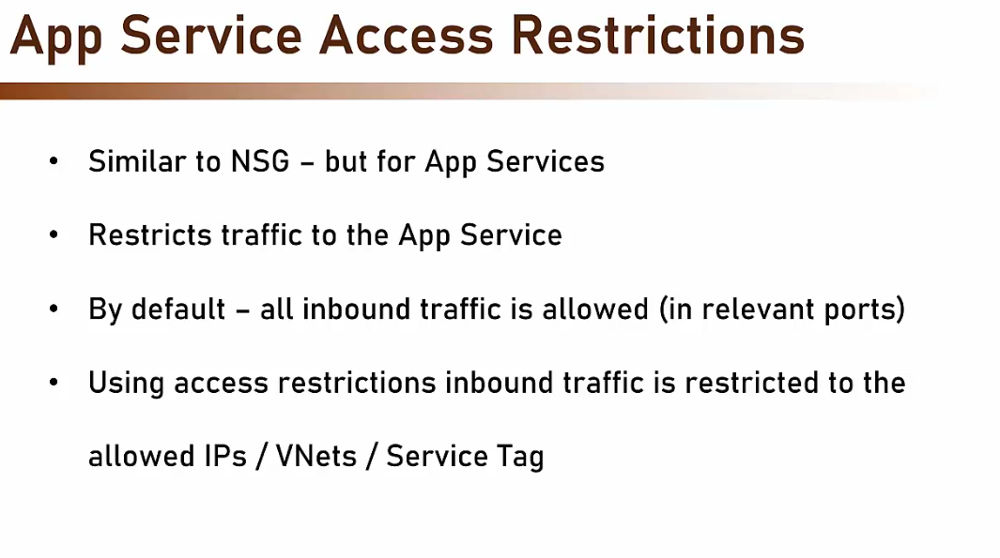 App Service Access Restrictions
• Similar to NSG – but for App Services
• Restricts traffic to the App Service
• By default – all inbound traffic is allowed (in relevant ports)
• Using access restrictions inbound traffic is restricted to the
allowed IPs / VNets / Service Tag